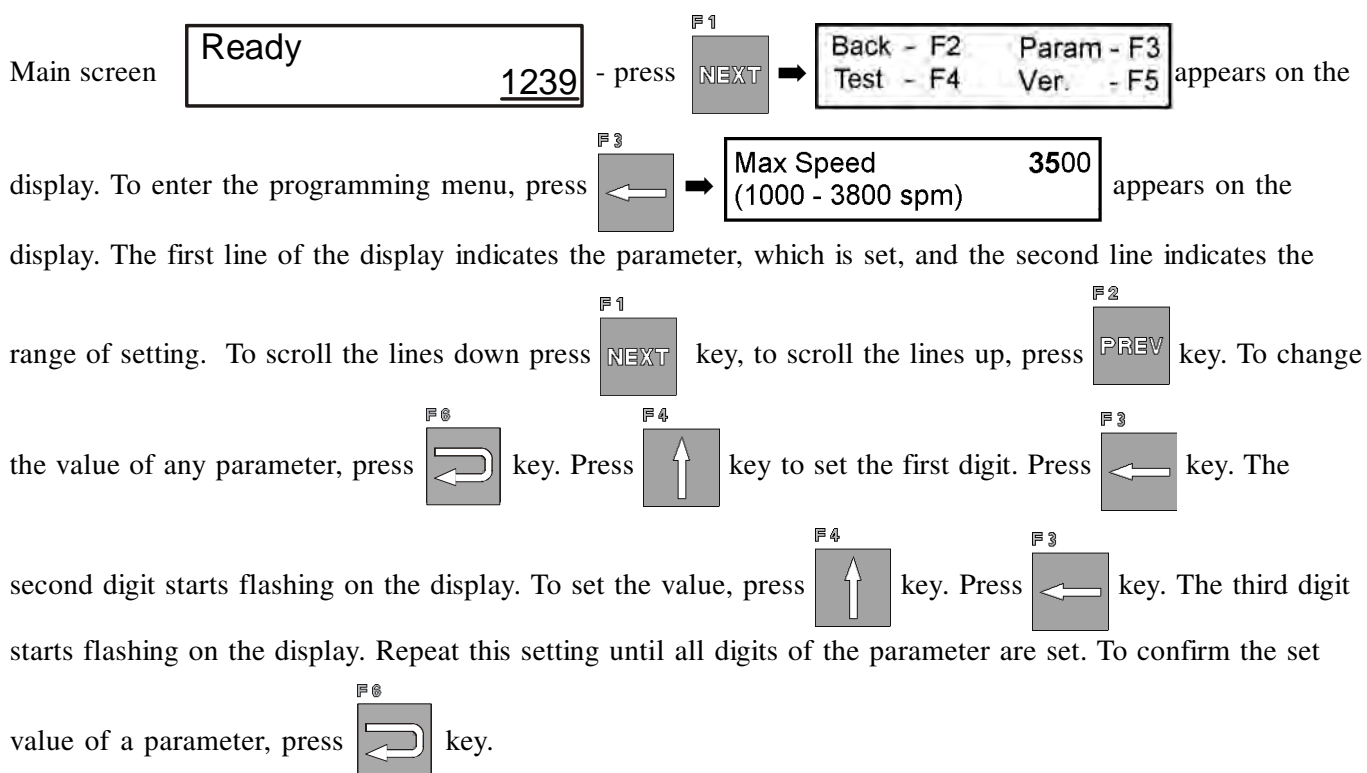 F1
Ready
Back - F2 Param - F3
Main screen 1239 - press NEXT Test - F4 Ver. - F5 appears on the
F3
Max Speed 3500
display. To enter the programming menu, press (1000 - 3800 spm) appears on the
display. The first line of the display indicates the parameter, which is set, and the second line indicates the
F1 F2
range of setting. To scroll the lines down press NEXT key, to scroll the lines up, press PREV key. To change
F6 F4 F3
the value of any parameter, press key. Press key to set the first digit. Press key. The
F4 F3
second digit starts flashing on the display. To set the value, press key. Press key. The third digit
starts flashing on the display. Repeat this setting until all digits of the parameter are set. To confirm the set
F6
value of a parameter, press key.